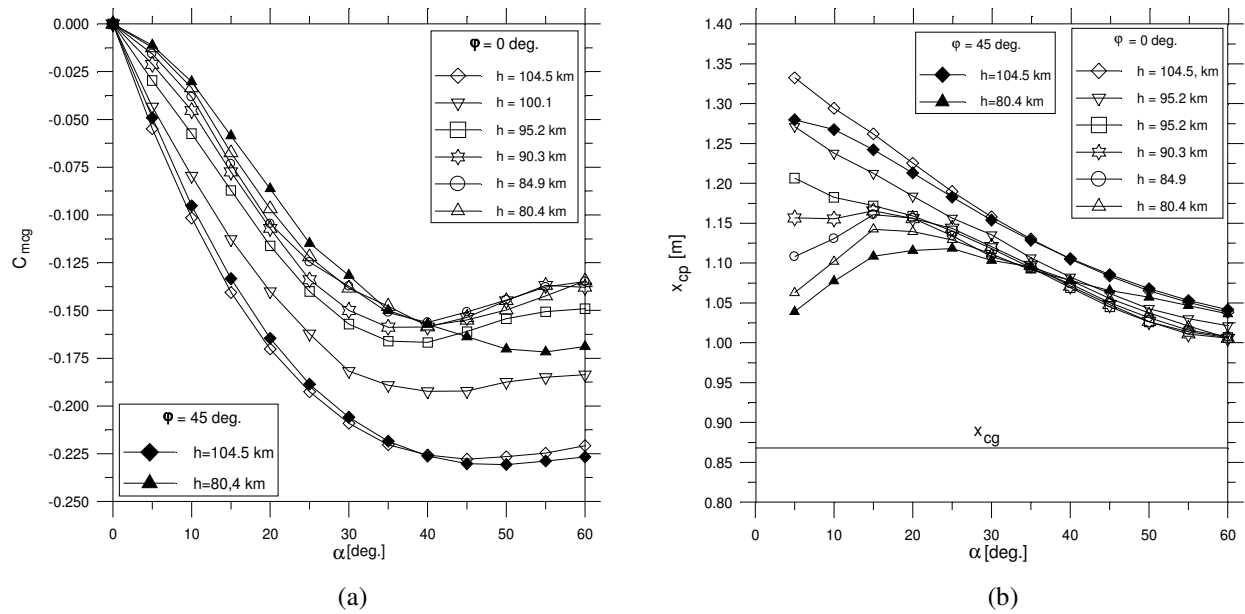 0.000
-0.025
-0.050
-0.075
-0.100
-0.125
-0.150
-0.175
-0.200
-0.225
-0.250
C mcg
φ = 0 deg.
h = 104.5 km
h = 100.1
h = 95.2 km
h = 90.3 km
h = 84.9 km
h = 80.4 km
φ = 45 deg.
h=104.5 km
h=80,4 km
0 10 20 30 40 50 60
α [deg.]
(a)
1.40
1.35
1.30
1.25
1.20
1.15
1.10
1.05
1.00
0.95
0.90
0.85
0.80
x cp [m]
φ = 45 deg.
h=104.5 km
h=80.4 km
φ = 0 deg.
h = 104.5, km
h = 95.2 km
h = 95.2 km
h = 90.3 km
h = 84.9
h = 80.4 km
x cg
0 10 20 30 40 50 60
α [deg.]
(b)